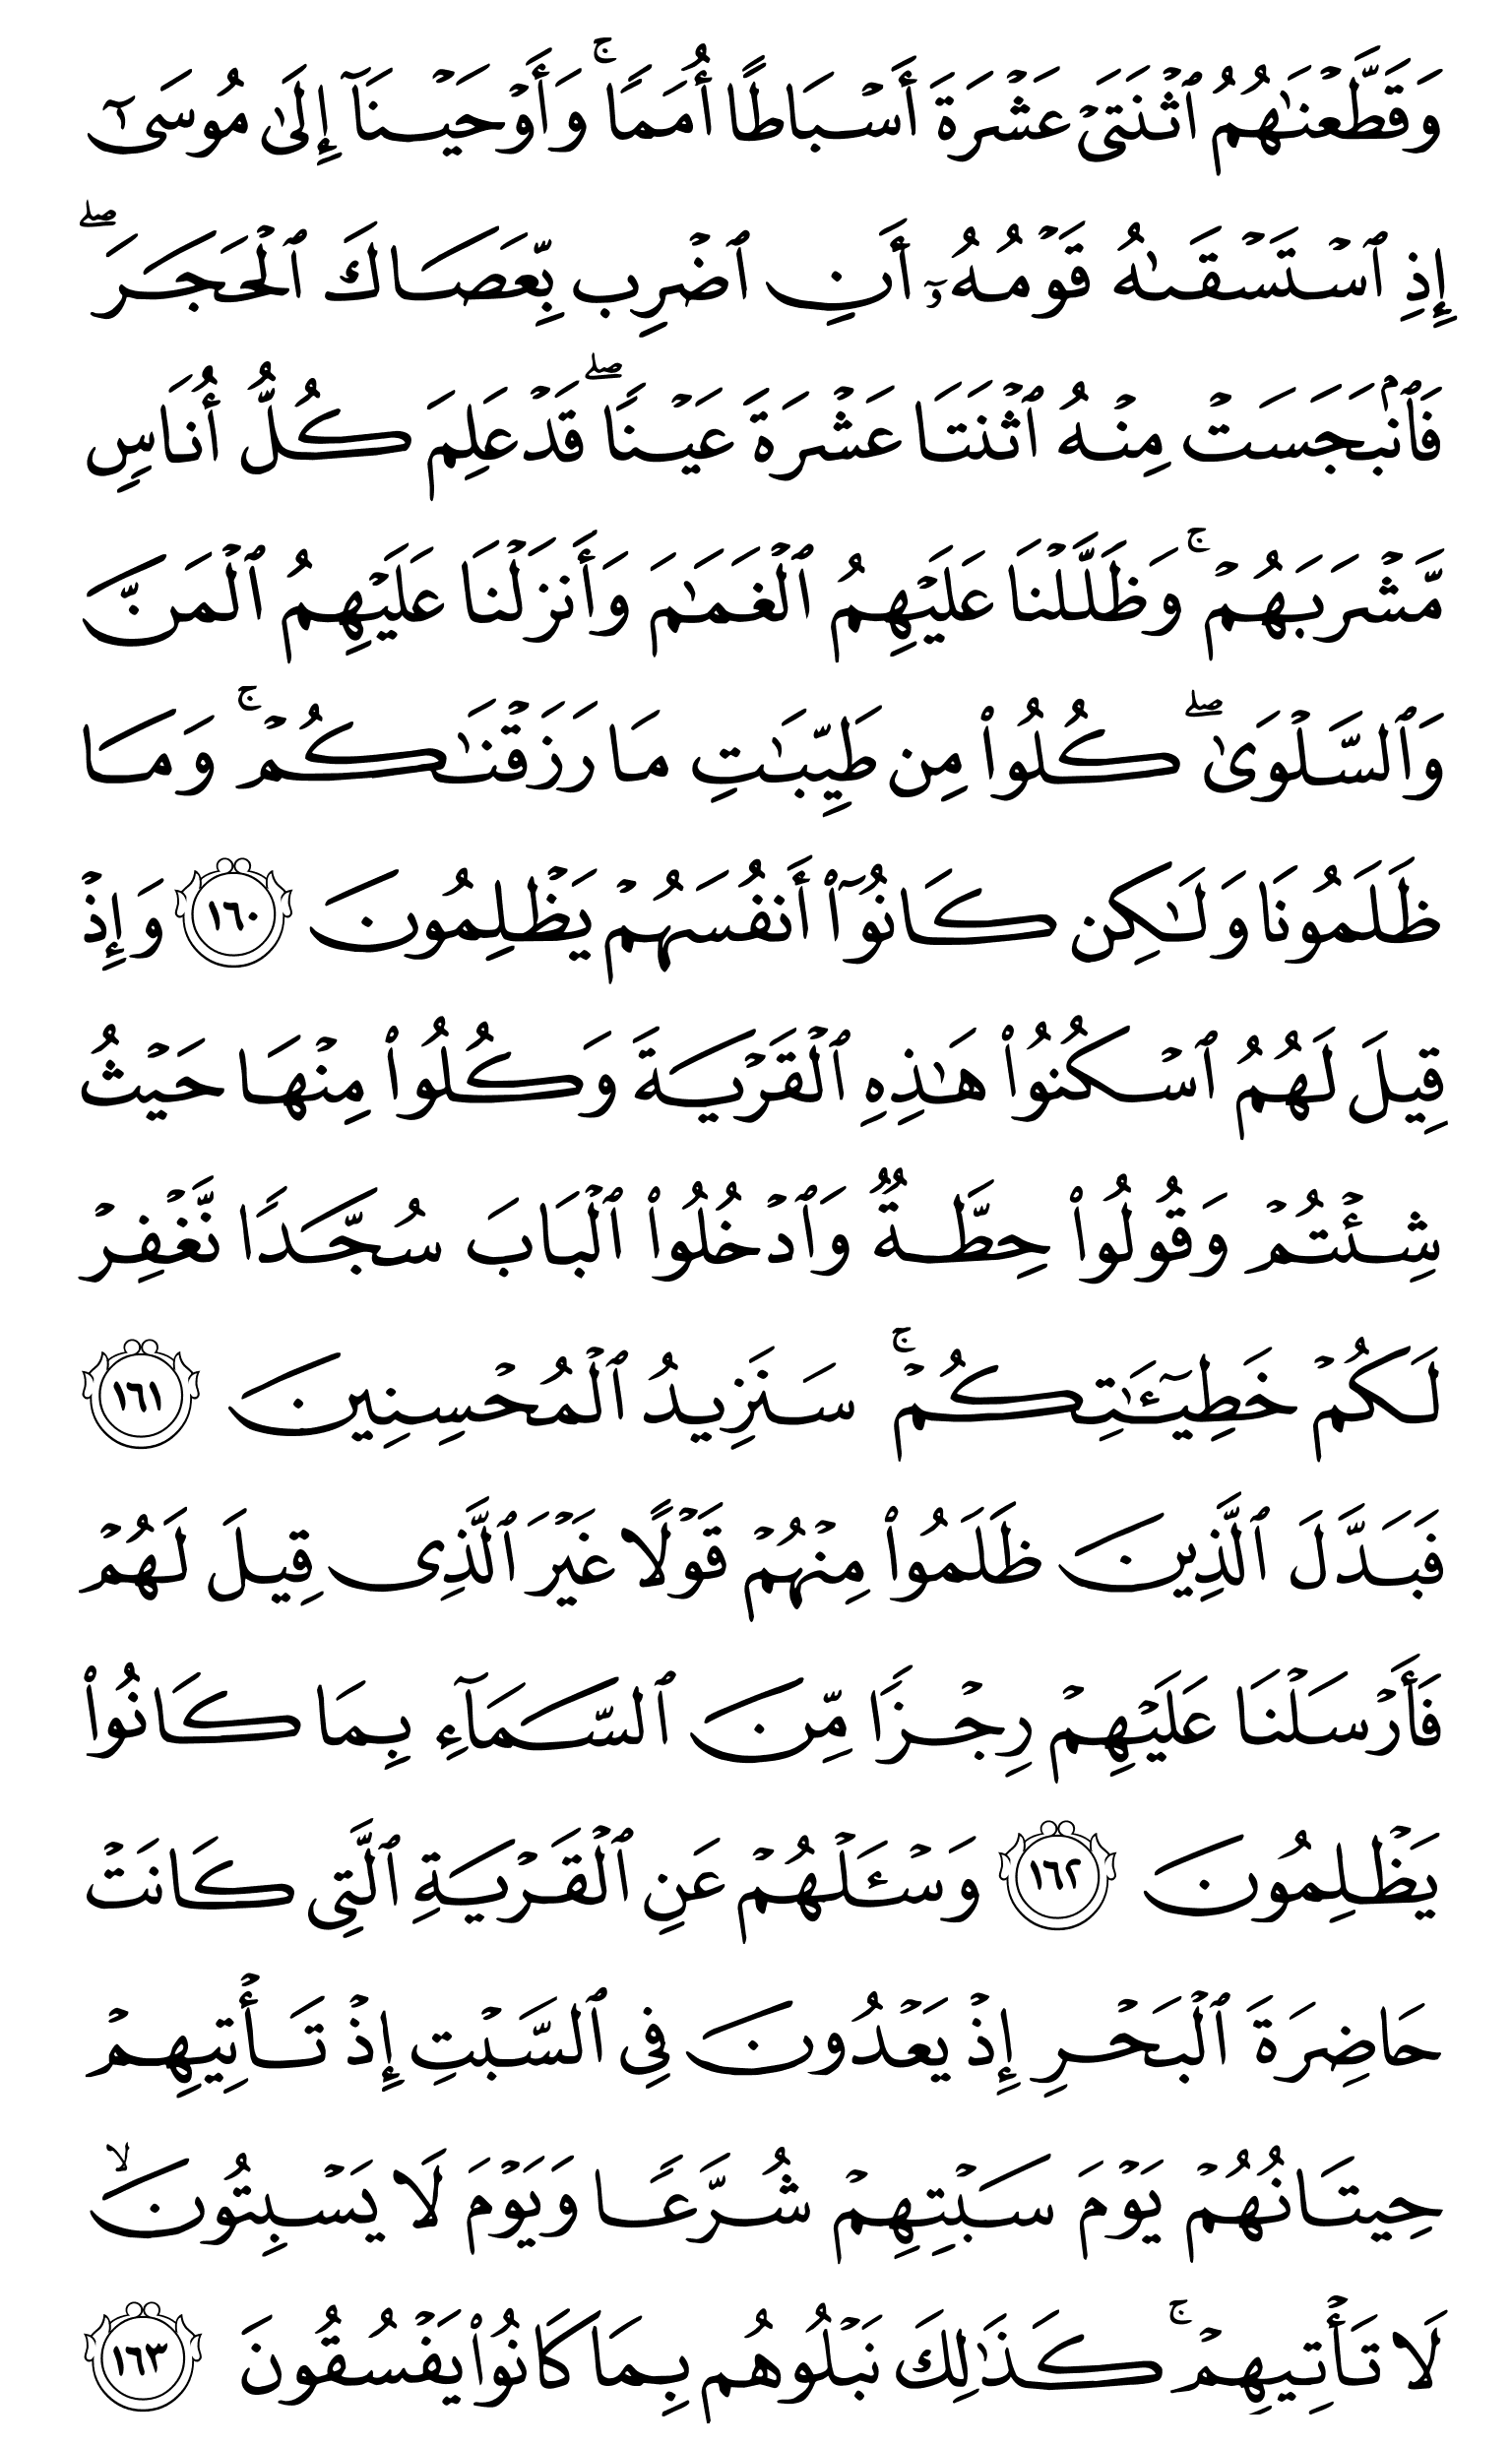 وَقَطَّعْنَٰهُمُ ٱثْنَتَىْ عَشْرَةَ أَسْبَاطًا أُمَمًا ۚ وَأَوْحَيْنَآ إِلَىٰ مُوسَىٰٓ
إِذِ ٱسْتَسْقَىٰهُ قَوْمُهُۥٓ أَنِ ٱضْرِب بِّعَصَاكَ ٱلْحَجَرَ ۖ
فَٱنۢبَجَسَتْ مِنْهُ ٱثْنَتَا عَشْرَةَ عَيْنًا ۖ قَدْ عَلِمَ كُلُّ أُنَاسٍ
مَّشْرَبَهُمْ ۚ وَظَلَّلْنَا عَلَيْهِمُ ٱلْغَمَٰمَ وَأَنزَلْنَا عَلَيْهِمُ ٱلْمَنَّ
وَٱلسَّلْوَىٰ ۖ كُلُوا۟ مِن طَيِّبَٰتِ مَا رَزَقْنَٰكُمْ ۚ وَمَا
ظَلَمُونَا وَلَٰكِن كَانُوٓا۟ أَنفُسَهُمْ يَظْلِمُونَ ١٦٠ وَإِذْ
قِيلَ لَهُمُ ٱسْكُنُوا۟ هَٰذِهِ ٱلْقَرْيَةَ وَكُلُوا۟ مِنْهَا حَيْثُ
شِئْتُمْ وَقُولُوا۟ حِطَّةٌ وَٱدْخُلُوا۟ ٱلْبَابَ سُجَّدًا نَّغْفِرْ
لَكُمْ خَطِيٓـَٰٔتِكُمْ ۚ سَنَزِيدُ ٱلْمُحْسِنِينَ ١٦١
فَبَدَّلَ ٱلَّذِينَ ظَلَمُوا۟ مِنْهُمْ قَوْلًا غَيْرَ ٱلَّذِى قِيلَ لَهُمْ
فَأَرْسَلْنَا عَلَيْهِمْ رِجْزًا مِّنَ ٱلسَّمَآءِ بِمَا كَانُوا۟
يَظْلِمُونَ ١٦٢ وَسْـَٔلْهُمْ عَنِ ٱلْقَرْيَةِ ٱلَّتِى كَانَتْ
حَاضِرَةَ ٱلْبَحْرِ إِذْ يَعْدُونَ فِى ٱلسَّبْتِ إِذْ تَأْتِيهِمْ
حِيتَانُهُمْ يَوْمَ سَبْتِهِمْ شُرَّعًا وَيَوْمَ لَا يَسْبِتُونَ ۙ
لَا تَأْتِيهِمْ ۚ كَذَٰلِكَ نَبْلُوهُم بِمَا كَانُوا۟ يَفْسُقُونَ ١٦٣